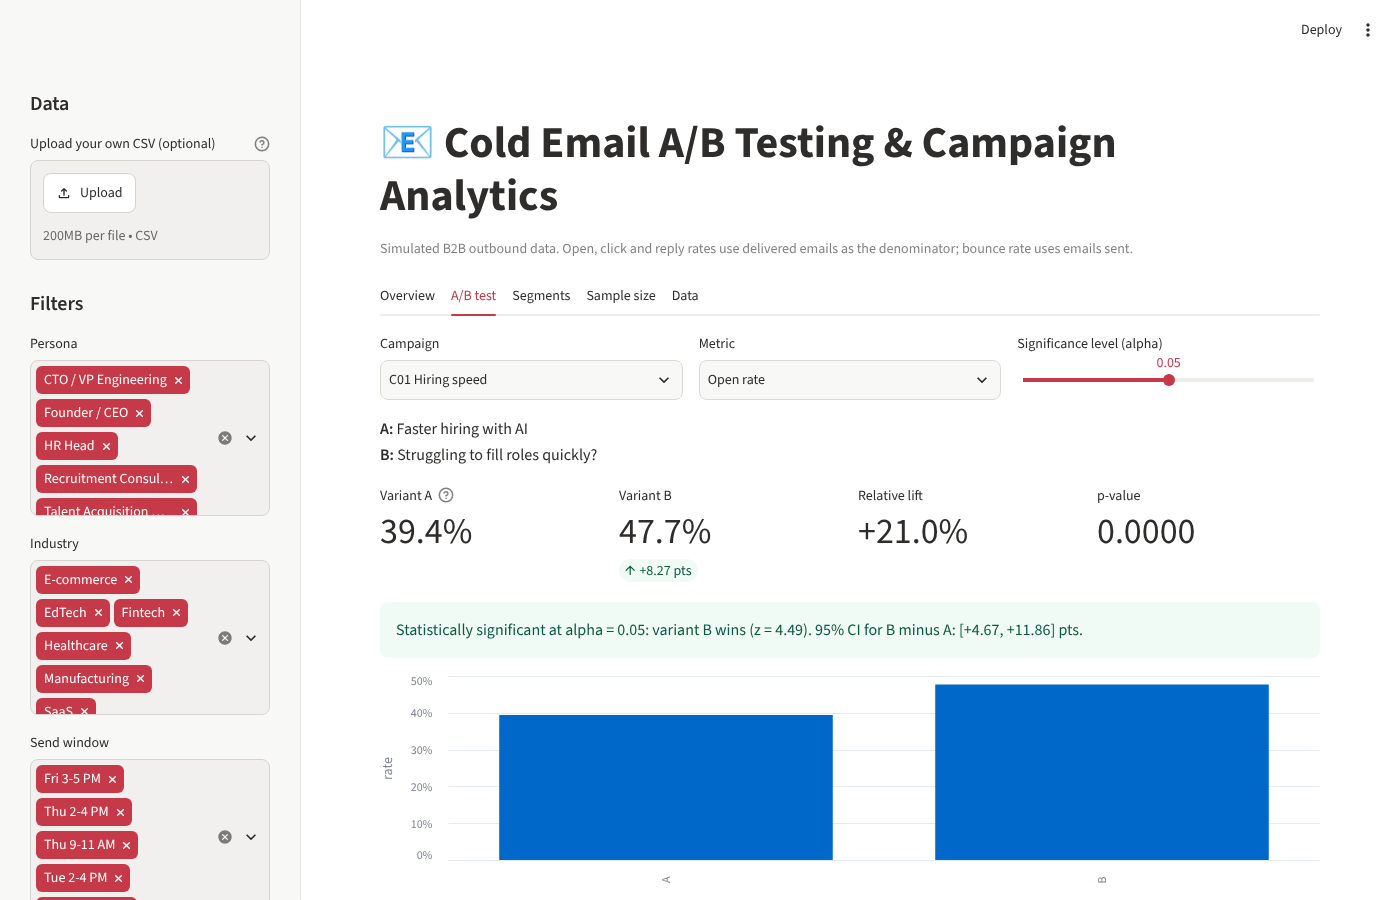 Deploy
Data
Upload your own CSV (optional)
Upload
200MB per file • CSV
Filters
Persona
CTO / VP Engineering
Founder / CEO
HR Head
Recruitment Consul...
Talent Acquisition ...
Industry
E-commerce
EdTech Fintech
Healthcare
Manufacturing
SaaS
Send window
Fri 3-5 PM
Thu 2-4 PM
Thu 9-11 AM
Tue 2-4 PM
Cold Email A/B Testing & Campaign
Analytics
Simulated B2B outbound data. Open, click and reply rates use delivered emails as the denominator; bounce rate uses emails sent.
Overview A/B test Segments Sample size Data
Campaign Metric Significance level (alpha)
0.05
C01 Hiring speed Open rate
A: Faster hiring with AI
B: Struggling to fill roles quickly?
Variant A Variant B Relative lift p-value
39.4% 47.7% +21.0% 0.0000
↑ +8.27 pts
Statistically significant at alpha = 0.05: variant B wins (z = 4.49). 95% CI for B minus A: [+4.67, +11.86] pts.
50%
40%
30%
20%
10%
0%
rate
A B